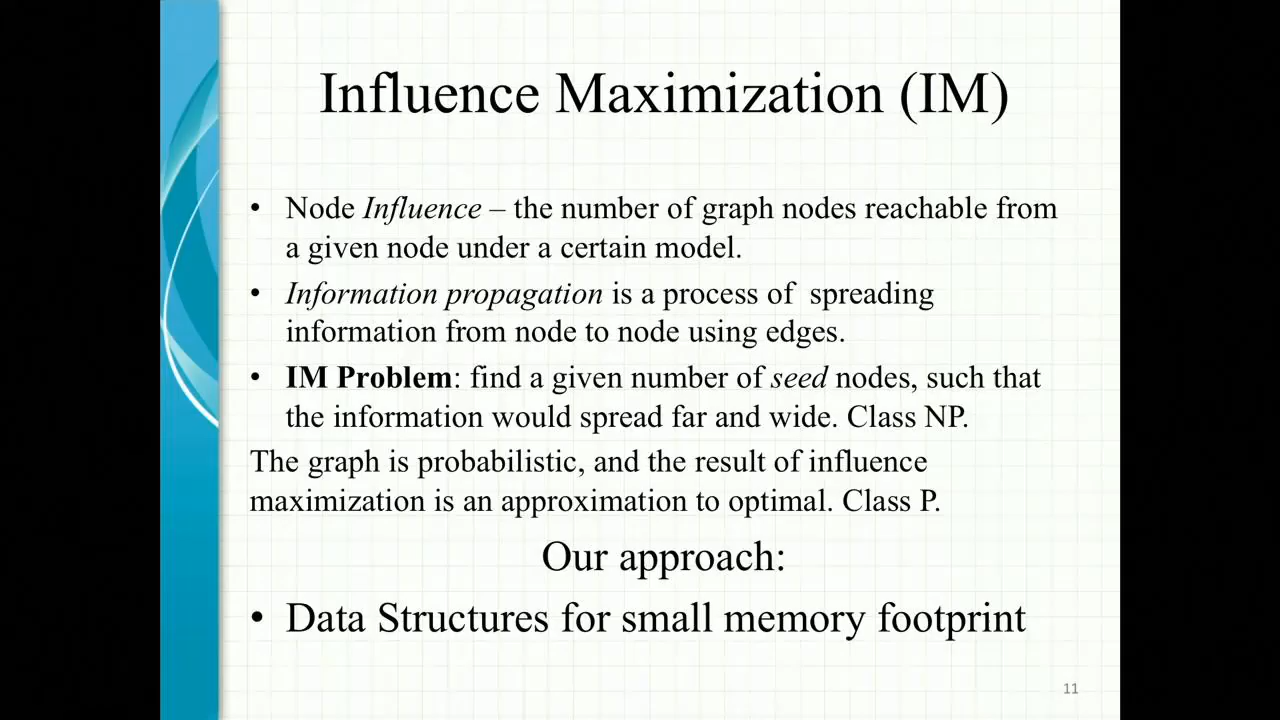 Influence Maximization (IM)
• Node Influence – the number of graph nodes reachable from
a given node under a certain model.
• Information propagation is a process of spreading
information from node to node using edges.
• IM Problem: find a given number of seed nodes, such that
the information would spread far and wide. Class NP.
The graph is probabilistic, and the result of influence
maximization is an approximation to optimal. Class P.
Our approach:
• Data Structures for small memory footprint
11